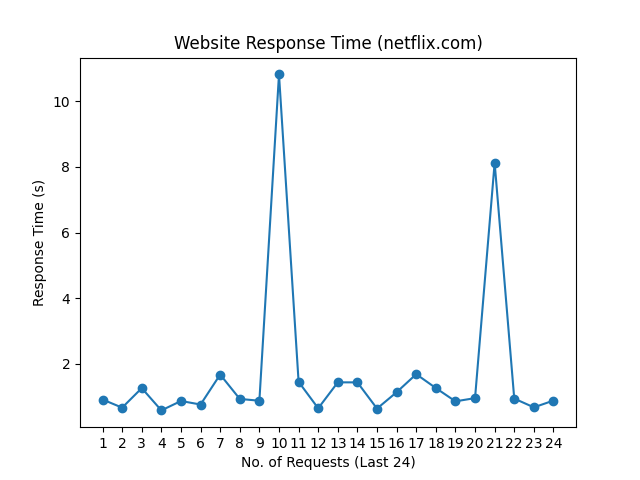 Website Response Time (netflix.com)
10
8
6
4
2
Response Time (s)
1 2 3 4 5 6 7 8 9 10 11 12 13 14 15 16 17 18 19 20 21 22 23 24
No. of Requests (Last 24)